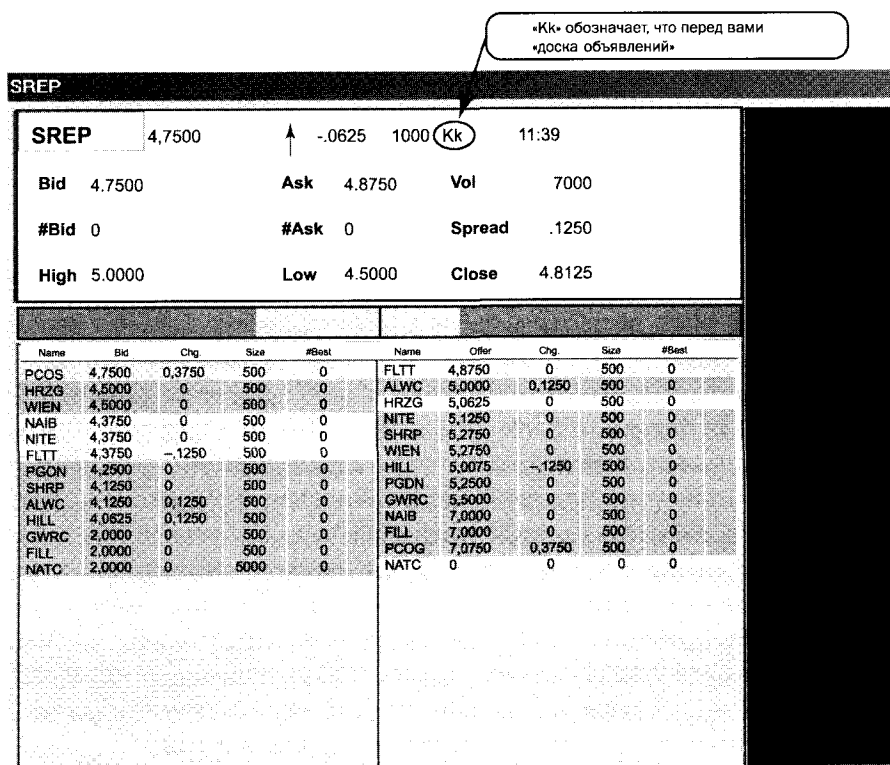 «Kk» обозначает, что перед вами
«доска объявлений»
SREP
SREP 4,7500 -.0625 1000 Kk 11:39
Bid 4.7500 Ask 4.8750 Vol 7000
#Bid 0 #Ask 0 Spread .1250
High 5.0000 Low 4.5000 Close 4.8125
Name Bid Chg. Size #Best Name Offer Chg. Size #Best
PCOS 4,7500 0,3750 500 0 FLTT 4,8750 0 500 0
HRZG 4,5000 0 500 0 ALWC 5,0000 0,1250 500 0
WIEN 4,5000 0 500 0 HRZG 5,0625 0 500 0
NAIB 4,3750 0 500 0 NITE 5,1250 0 500 0
NITE 4,3750 0 500 0 SHRP 5,2750 0 500 0
FLTT 4,3750 –,1250 500 0 WIEN 5,2750 0 500 0
PGON 4,2500 0 500 0 HILL 5,0075 –,1250 500 0
SHRP 4,1250 0 500 0 PGDN 5,2500 0 500 0
ALWC 4,1250 0,1250 500 0 GWRC 5,5000 0 500 0
HILL 4,0625 0,1250 500 0 NAIB 7,0000 0 500 0
GWRC 2,0000 0 500 0 FILL 7,0000 0 500 0
FILL 2,0000 0 500 0 PCOG 7,0750 0,3750 500 0
NATC 2,0000 0 5000 0 NATC 0 0 0 0